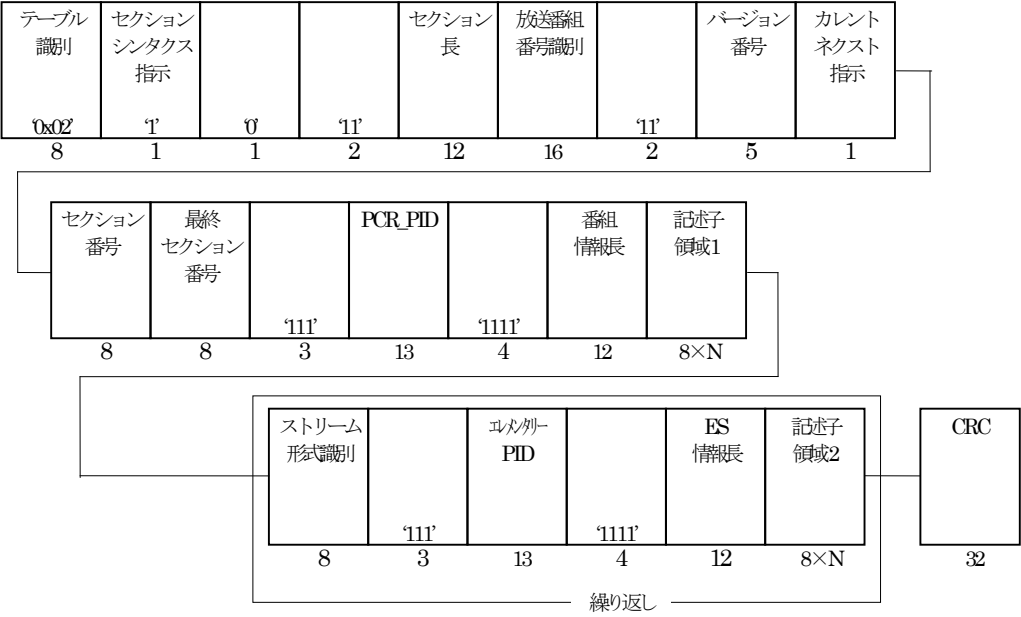 テーブル
識別
‘0x02’
8
セクション
シンタクス
指示
‘1’
1
‘0’
1
‘11’
2
セクション
長
12
放送番組
番号識別
16
‘11’
2
バージョン
番号
5
カレント
ネクスト
指示
1
セクション
番号
8
最終
セクション
番号
8
‘111’
3
PCR_PID
13
‘1111’
4
番組
情報長
12
記述子
領域1
8×N
ストリーム
形式識別
8
‘111’
3
エレメンタリー
PID
13
‘1111’
4
ES
情報長
12
記述子
領域2
8×N
CRC
32
繰り返し